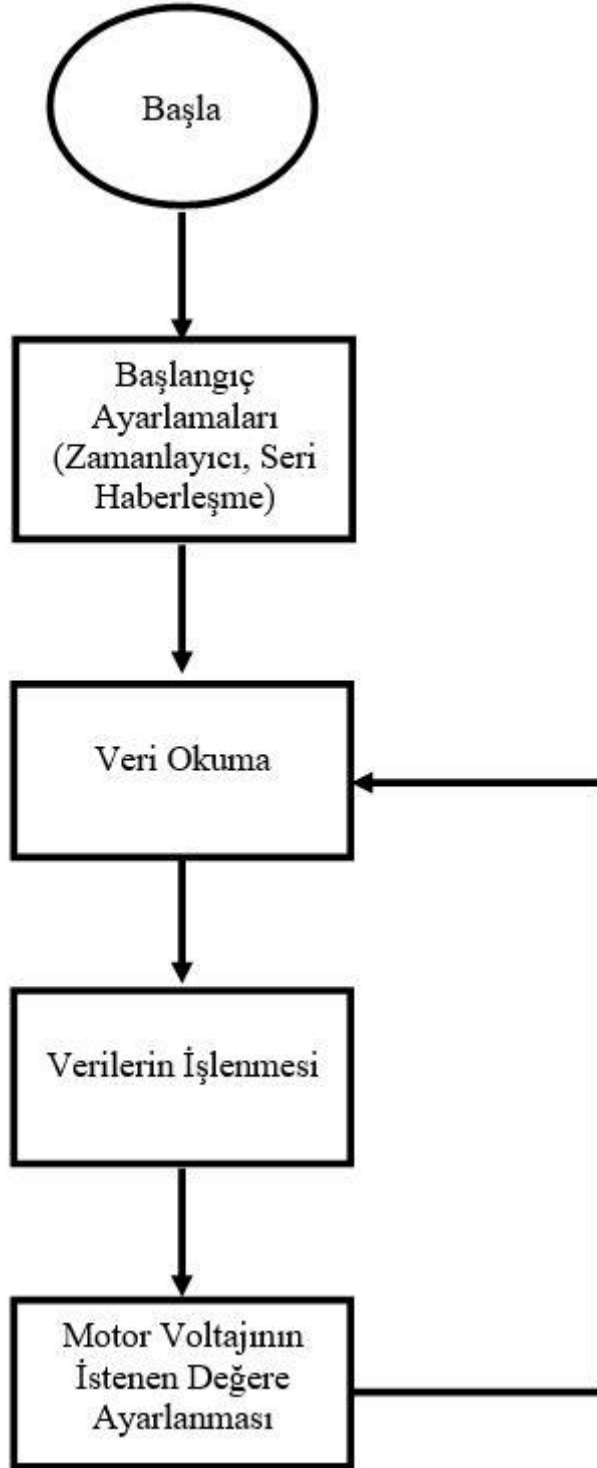 Başla
Başlangıç
Ayarlamaları
(Zamanlayıcı, Seri
Haberleşme)
Veri Okuma
Verilerin İşlenmesi
Motor Voltajının
İstenen Değere
Ayarlanması